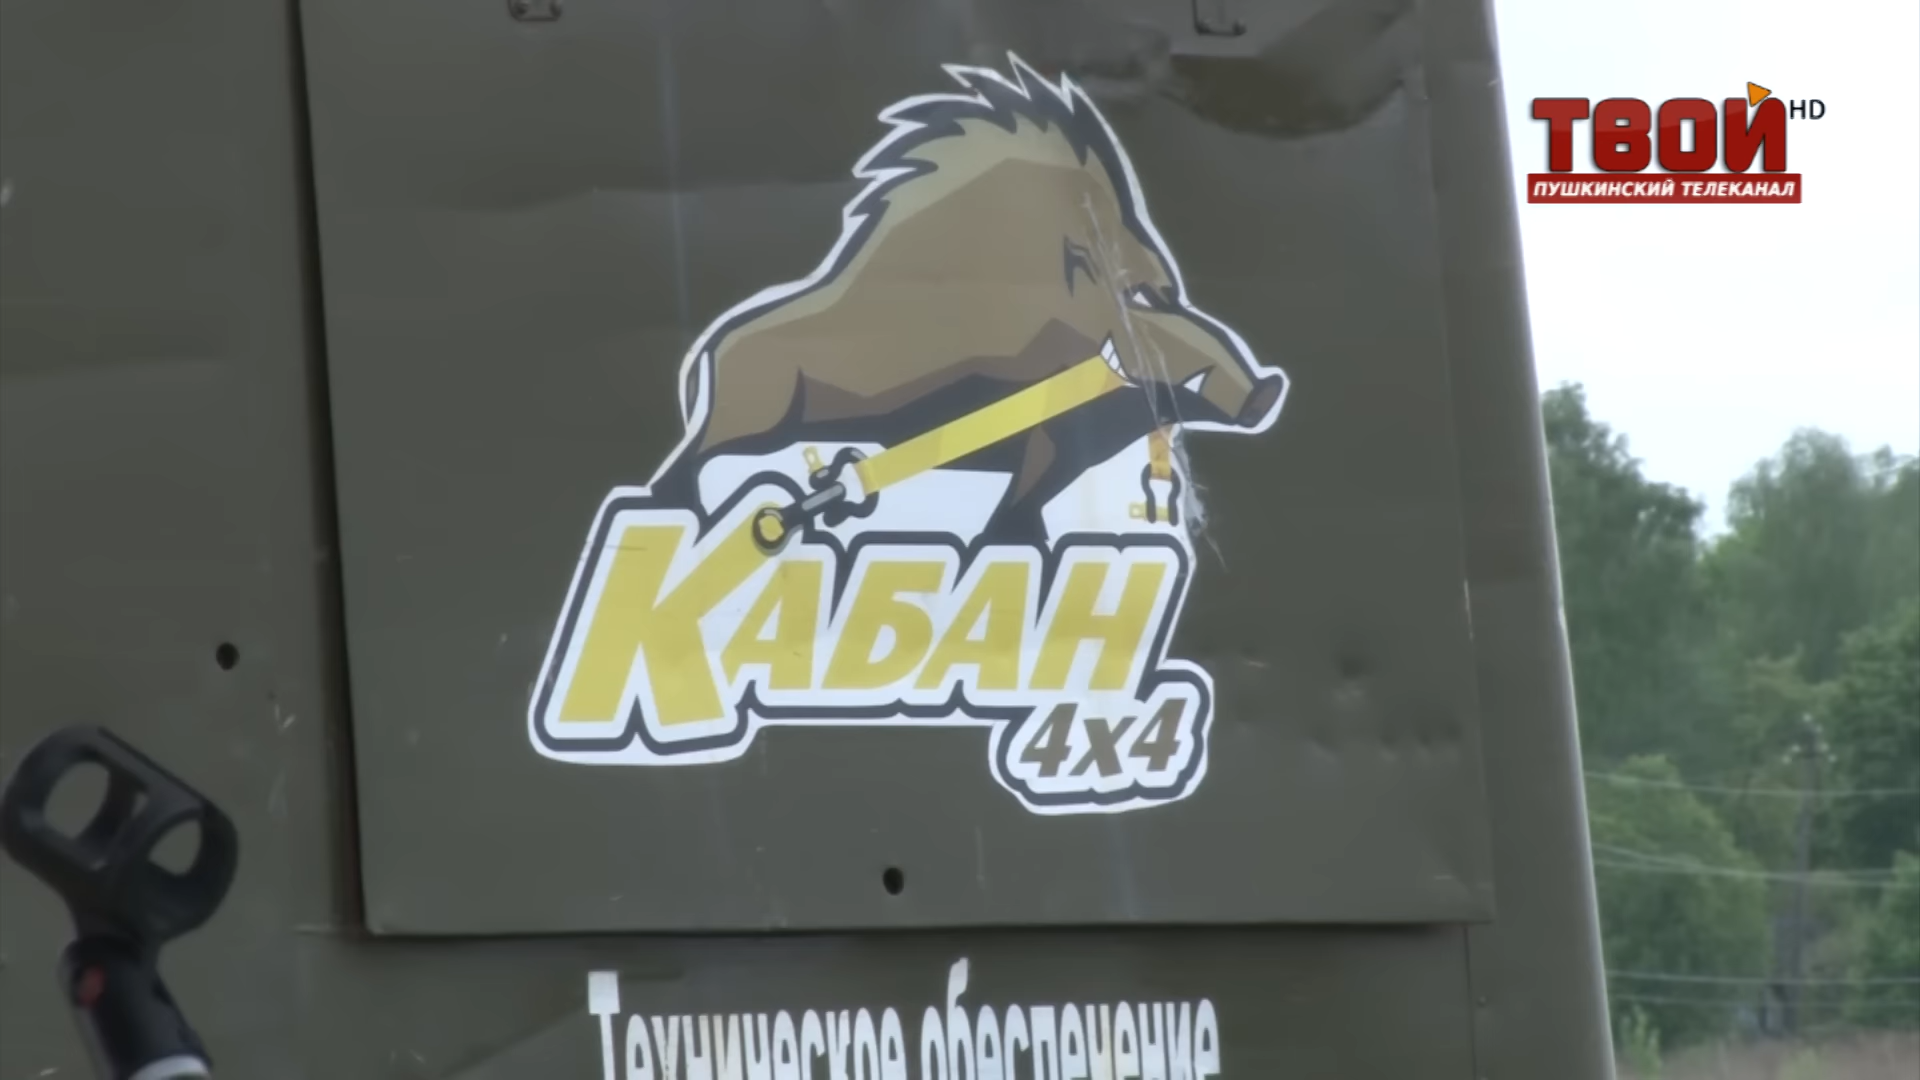 ТВОЙ HD
ПУШКИНСКИЙ ТЕЛЕКАНАЛ
КАБАН
4x4
Техническое обеспечение